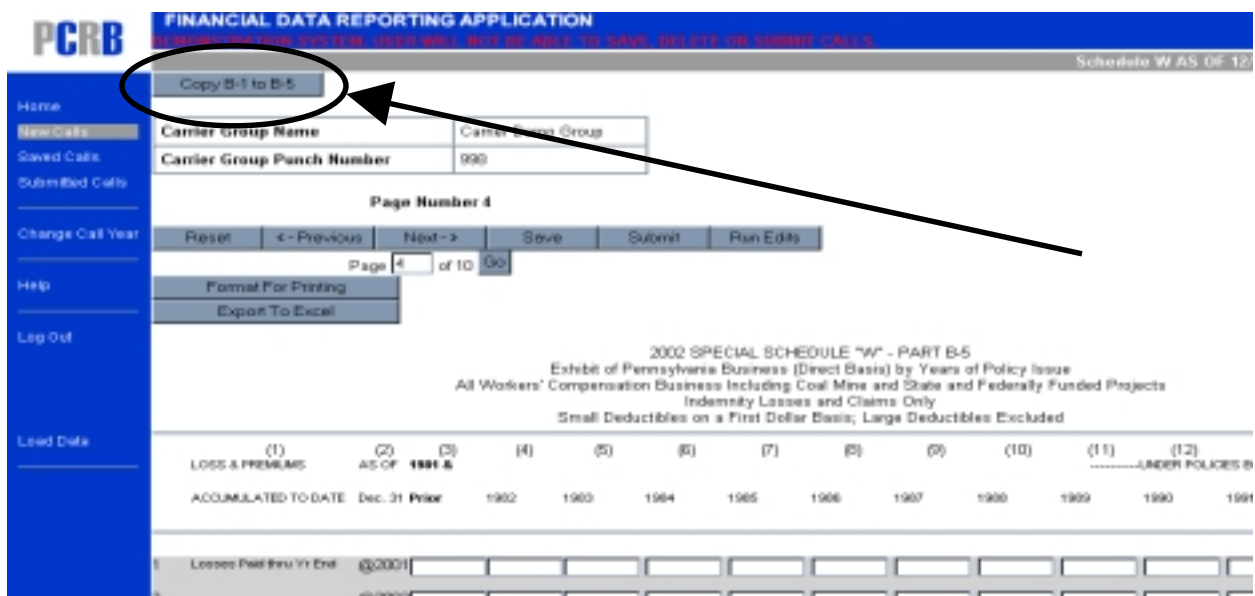 PCRB
FINANCIAL DATA REPORTING APPLICATION
DEMONSTRATION SYSTEM. USER WILL NOT BE ABLE TO SAVE, DELETE OR SUBMIT CALLS.
Schedule W AS OF 12/
Copy B-1 to B-5
Home
New Calls
Saved Calls
Submitted Calls
Change Call Year
Help
Log Out
Load Data
Carrier Group Name Carrier Demo Group
Carrier Group Punch Number 998
Page Number 4
Reset <-Previous Next-> Save Submit Run Edits
Page 4 of 10 Go
Format For Printing
Export To Excel
2002 SPECIAL SCHEDULE "W" - PART B-5
Exhibit of Pennsylvania Business (Direct Basis) by Years of Policy Issue
All Workers' Compensation Business Including Coal Mine and State and Federally Funded Projects
Indemnity Losses and Claims Only
Small Deductibles on a First Dollar Basis; Large Deductibles Excluded
(1) (2) (3) (4) (5) (6) (7) (8) (9) (10) (11) (12)
LOSS & PREMIUMS AS OF 1981 & ----------UNDER POLICIES
ACCUMULATED TO DATE Dec. 31 Prior 1982 1983 1984 1985 1986 1987 1988 1989 1990 1991
1 Losses Paid thru Yr End @2001